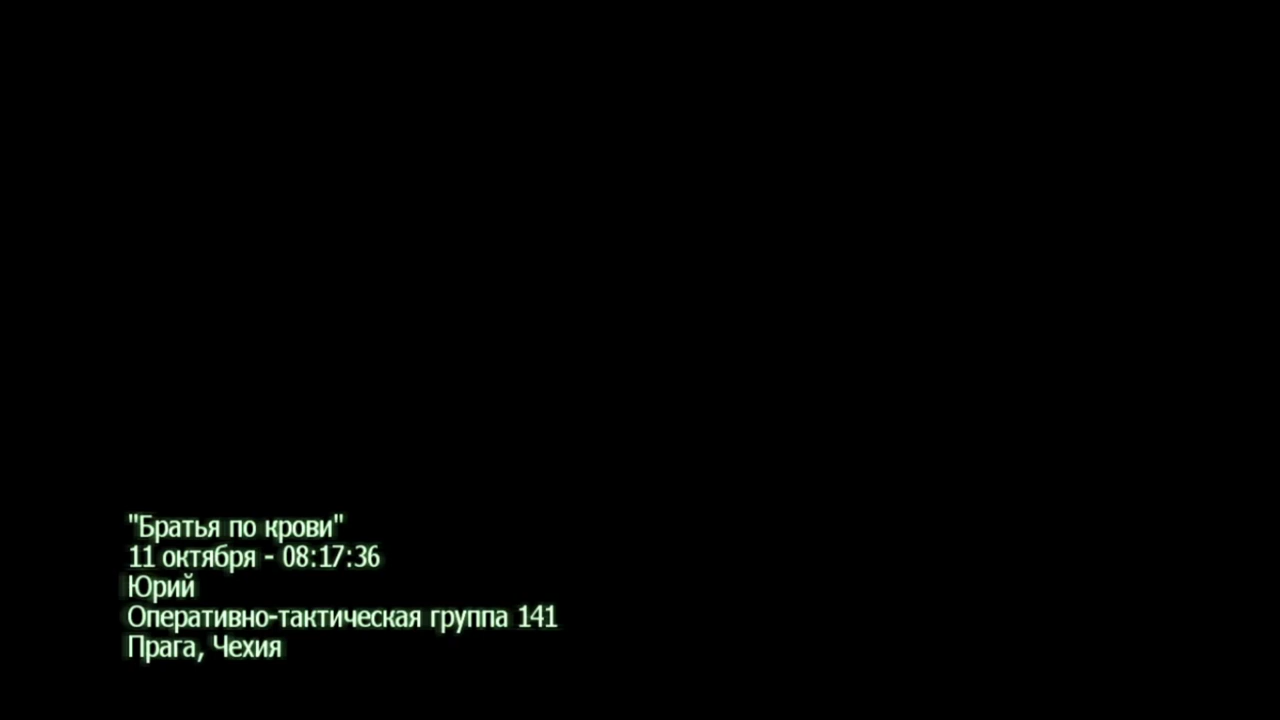 "Братья по крови"
11 октября - 08:17:36
Юрий
Оперативно-тактическая группа 141
Прага, Чехия